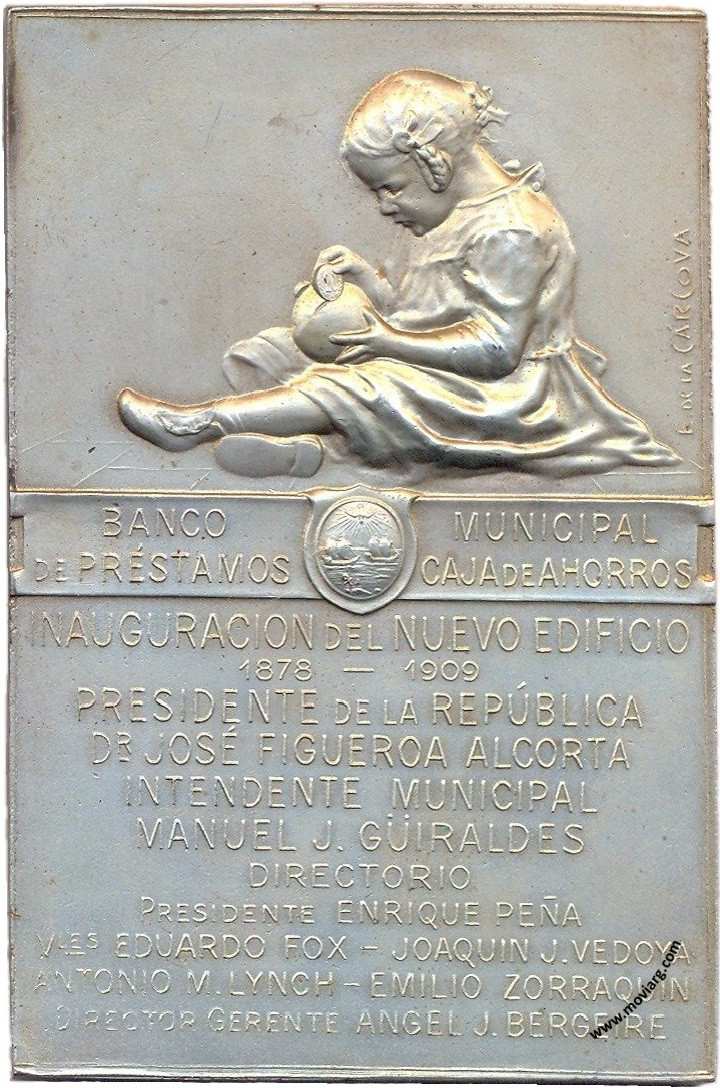 E. DE LA CÁRCOVA
BANCO MUNICIPAL
DE PRÉSTAMOS CAJA DE AHORROS
INAUGURACION DEL NUEVO EDIFICIO
1878 — 1909
PRESIDENTE DE LA REPÚBLICA
DR JOSÉ FIGUEROA ALCORTA
INTENDENTE MUNICIPAL
MANUEL J. GÜIRALDES
DIRECTORIO
PRESIDENTE ENRIQUE PEÑA
VLES EDUARDO FOX - JOAQUIN J. VEDOYA
ANTONIO M. LYNCH - EMILIO ZORRAQUIN
DIRECTOR GERENTE ANGEL J. BERGEIRE
www.moviarg.com